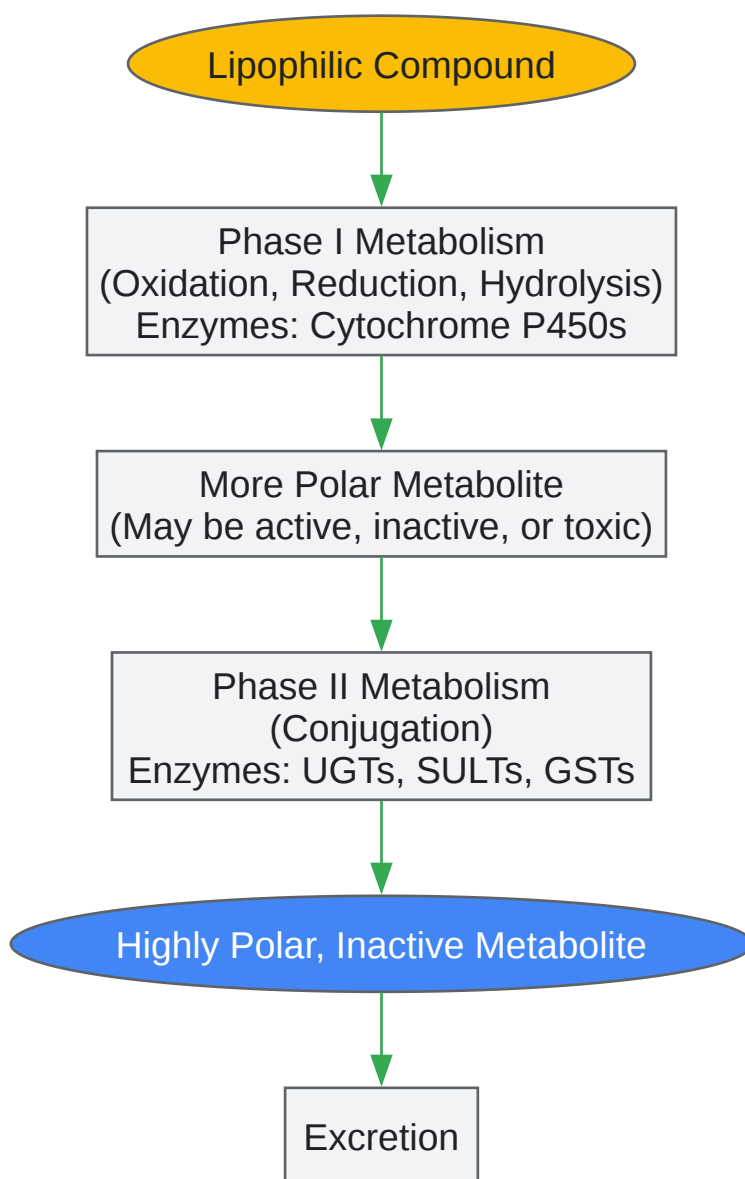 Lipophilic Compound
Phase I Metabolism
(Oxidation, Reduction, Hydrolysis)
Enzymes: Cytochrome P450s
More Polar Metabolite
(May be active, inactive, or toxic)
Phase II Metabolism
(Conjugation)
Enzymes: UGTs, SULTs, GSTs
Highly Polar, Inactive Metabolite
Excretion